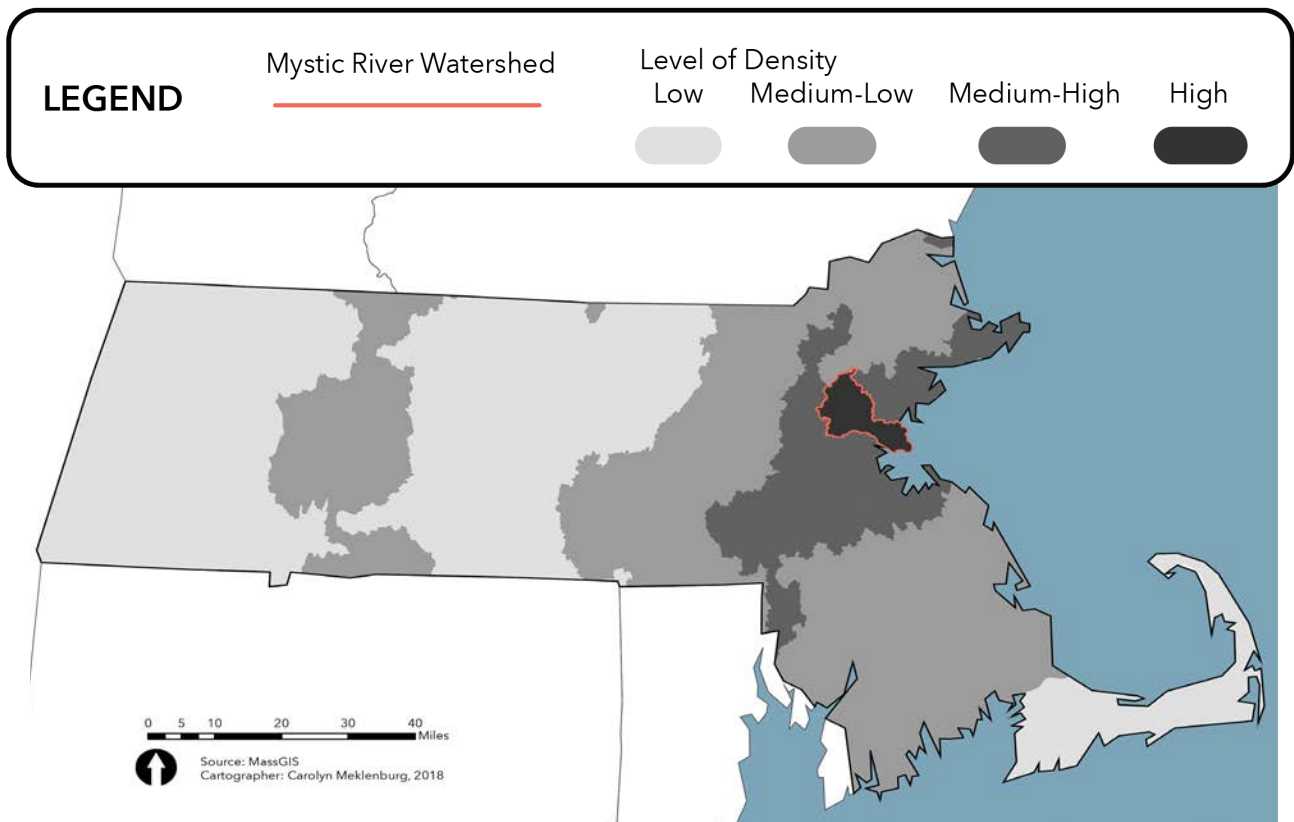 LEGEND
Mystic River Watershed
Level of Density
Low Medium-Low Medium-High High
0 5 10 20 30 40
Miles
Source: MassGIS
Cartographer: Carolyn Meklenburg, 2018